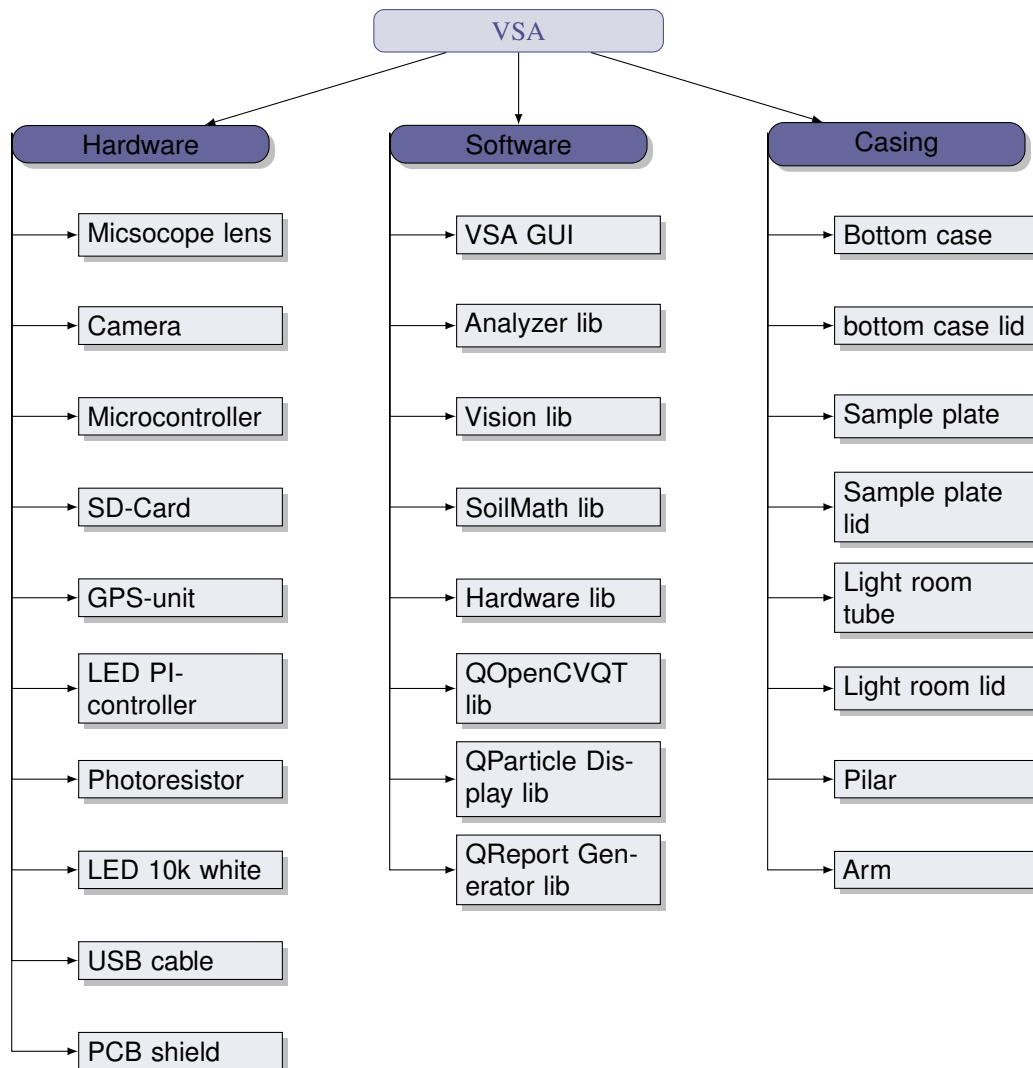 VSA
Hardware
Micsocope lens
Camera
Microcontroller
SD-Card
GPS-unit
LED PI-
controller
Photoresistor
LED 10k white
USB cable
PCB shield
Software
VSA GUI
Analyzer lib
Vision lib
SoilMath lib
Hardware lib
QOpenCVQT
lib
QParticle Dis-
play lib
QReport Gen-
erator lib
Casing
Bottom case
bottom case lid
Sample plate
Sample plate
lid
Light room
tube
Light room lid
Pilar
Arm